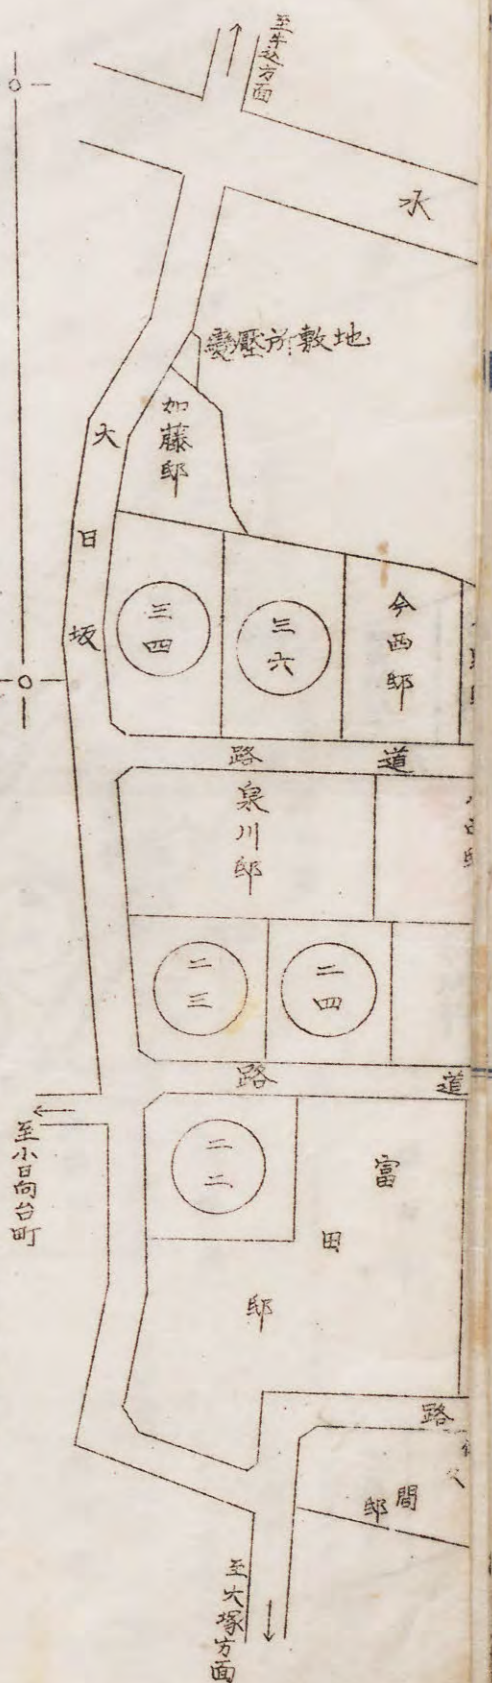 至牛込方面
水
變壓所敷地
加藤邸
大日坂
三四
三六
今西邸
道路
泉川邸
二三
二四
道路
至小日向台町
二二
富田邸
路
間邸
至大塚方面